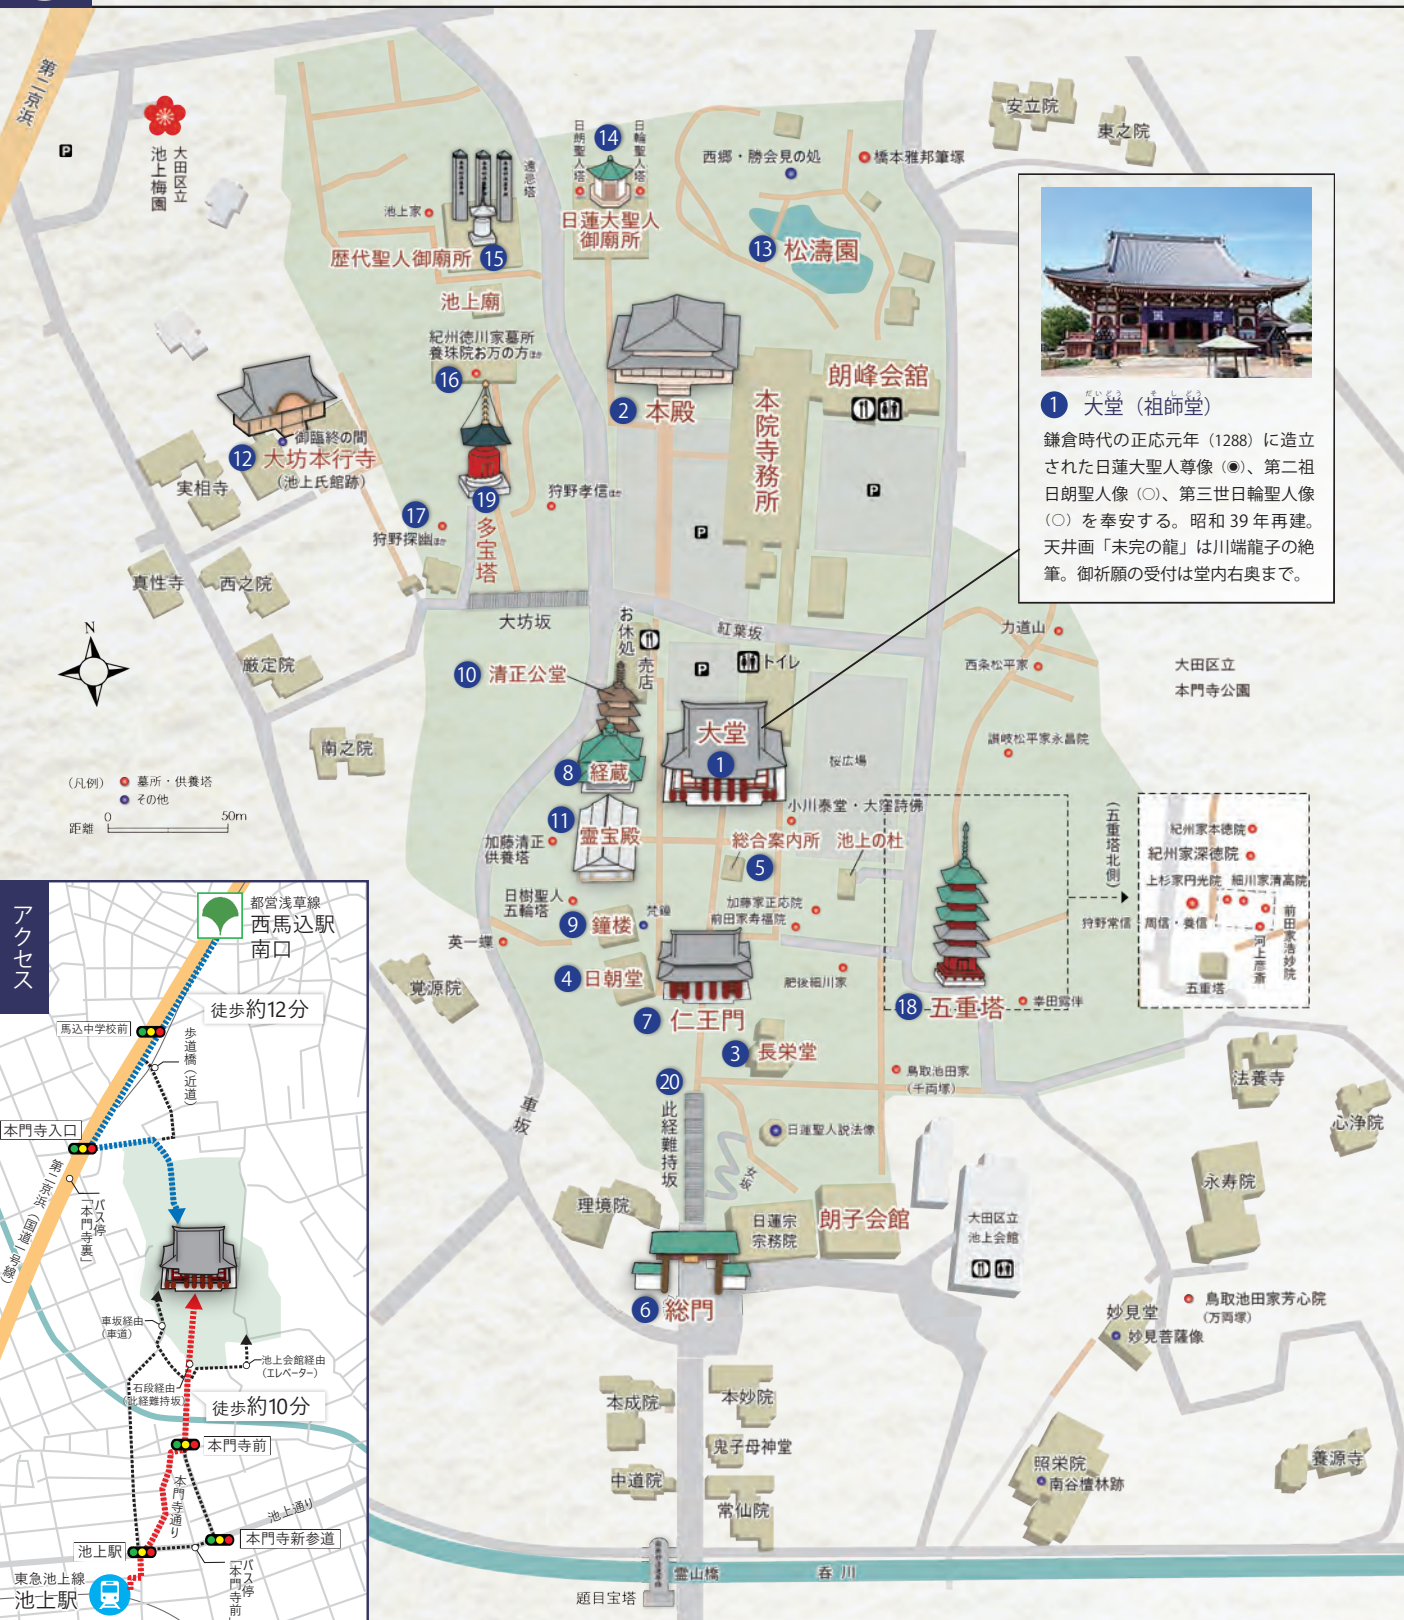 第二京浜
大田区立
池上梅園
遠忌塔
池上家
歴代聖人御廟所 15
池上廟
紀州徳川家墓所
養珠院お万の方ほか
16
日朗聖人塔
14
日輪聖人塔
日蓮大聖人
御廟所
西郷・勝会見の処
橋本雅邦筆塚
13 松濤園
安立院
東之院
1 大堂（祖師堂）
だいどう
そしどう
鎌倉時代の正応元年（1288）に造立
された日蓮大聖人尊像（◉）、第二祖
日朗聖人像（○）、第三世日輪聖人像
（○）を奉安する。昭和 39 年再建。
天井画「未完の龍」は川端龍子の絶
筆。御祈願の受付は堂内右奥まで。
2 本殿
本院寺務所
朗峰会館
P
御臨終の間
12 大坊本行寺
（池上氏館跡）
実相寺
19
多宝塔
狩野孝信ほか
17
狩野探幽ほか
真性寺
西之院
厳定院
南之院
N
大坊坂
お休処
売店
紅葉坂
トイレ
10 清正公堂
大堂
1
8 経蔵
11 霊宝殿
桜広場
小川泰堂・大窪詩佛
総合案内所
5
池上の杜
加藤清正
供養塔
日樹聖人
五輪塔
9 鐘楼
梵鐘
加藤家正応院
前田家寿福院
英一蝶
4 日朝堂
7 仁王門
肥後細川家
覚源院
3 長栄堂
力道山
西条松平家
大田区立
本門寺公園
讃岐松平家永昌院
18 五重塔
幸田露伴
（五重塔北側）
紀州家本徳院
紀州家深徳院
上杉家円光院
細川家清高院
狩野常信
周信・養信
河上彦斎
前田家浩妙院
五重塔
（凡例）
墓所・供養塔
その他
距離
0
50m
鳥取池田家
（千両塚）
20
此経難持坂
車坂
女坂
日蓮聖人説法像
理境院
日蓮宗
宗務院
朗子会館
大田区立
池上会館
6 総門
法養寺
心浄院
永寿院
鳥取池田家芳心院
（万両塚）
妙見堂
妙見菩薩像
本成院
本妙院
鬼子母神堂
中道院
常仙院
照栄院
南谷檀林跡
養源寺
霊山橋
呑川
題目宝塔
アクセス
都営浅草線
西馬込駅
南口
徒歩約12分
馬込中学校前
歩道橋（近道）
本門寺入口
第二京浜（国道一号線）
バス停
「本門寺裏」
車坂経由
（車道）
池上会館経由
（エレベーター）
石段経由
（此経難持坂）
徒歩約10分
本門寺前
本門寺通り
池上通り
本門寺新参道
池上駅
バス停
「本門寺前」
東急池上線
池上駅